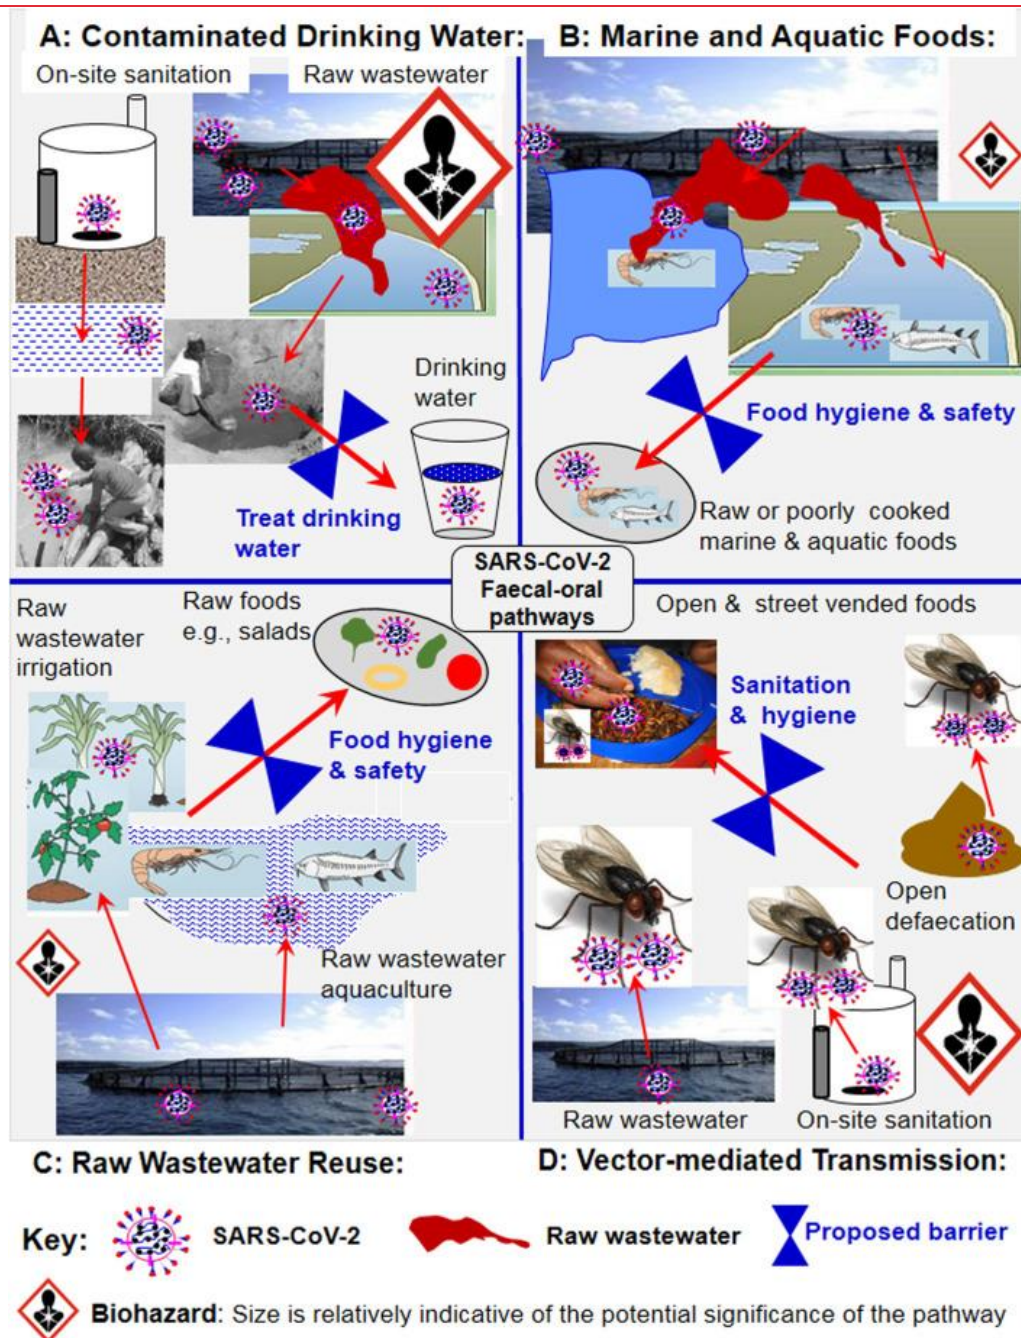 A: Contaminated Drinking Water:
On-site sanitation
Raw wastewater
Drinking
water
Treat drinking
water
B: Marine and Aquatic Foods:
Food hygiene & safety
Raw or poorly cooked
marine & aquatic foods
SARS-CoV-2
Faecal-oral
pathways
Raw
wastewater
irrigation
Raw foods
e.g., salads
Food hygiene
& safety
Raw wastewater
aquaculture
Open & street vended foods
Sanitation
& hygiene
Open
defaecation
Raw wastewater
On-site sanitation
C: Raw Wastewater Reuse:
D: Vector-mediated Transmission:
Key:
SARS-CoV-2
Raw wastewater
Proposed barrier
Biohazard: Size is relatively indicative of the potential significance of the pathway